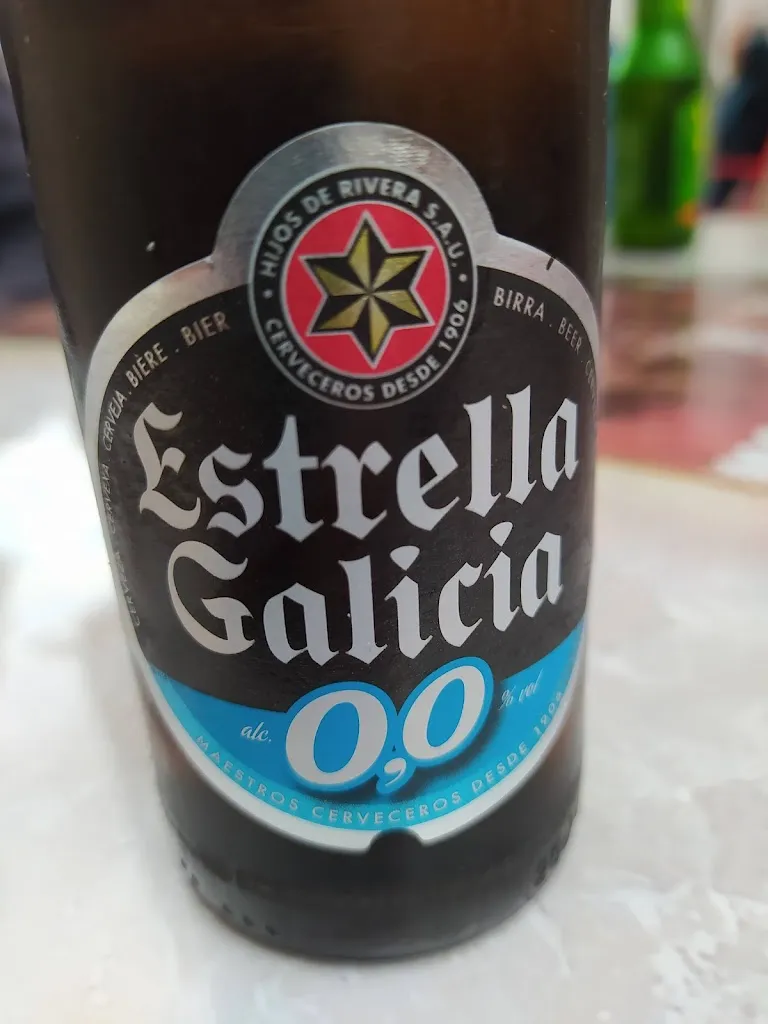 HIJOS DE RIVERA S.A.U.
CERVECEROS DESDE 1906
CERVEJA . BIÈRE . BIER
BIRRA . BEER .
Estrella
Galicia
alc. 0,0 % vol
MAESTROS CERVECEROS DESDE 1906